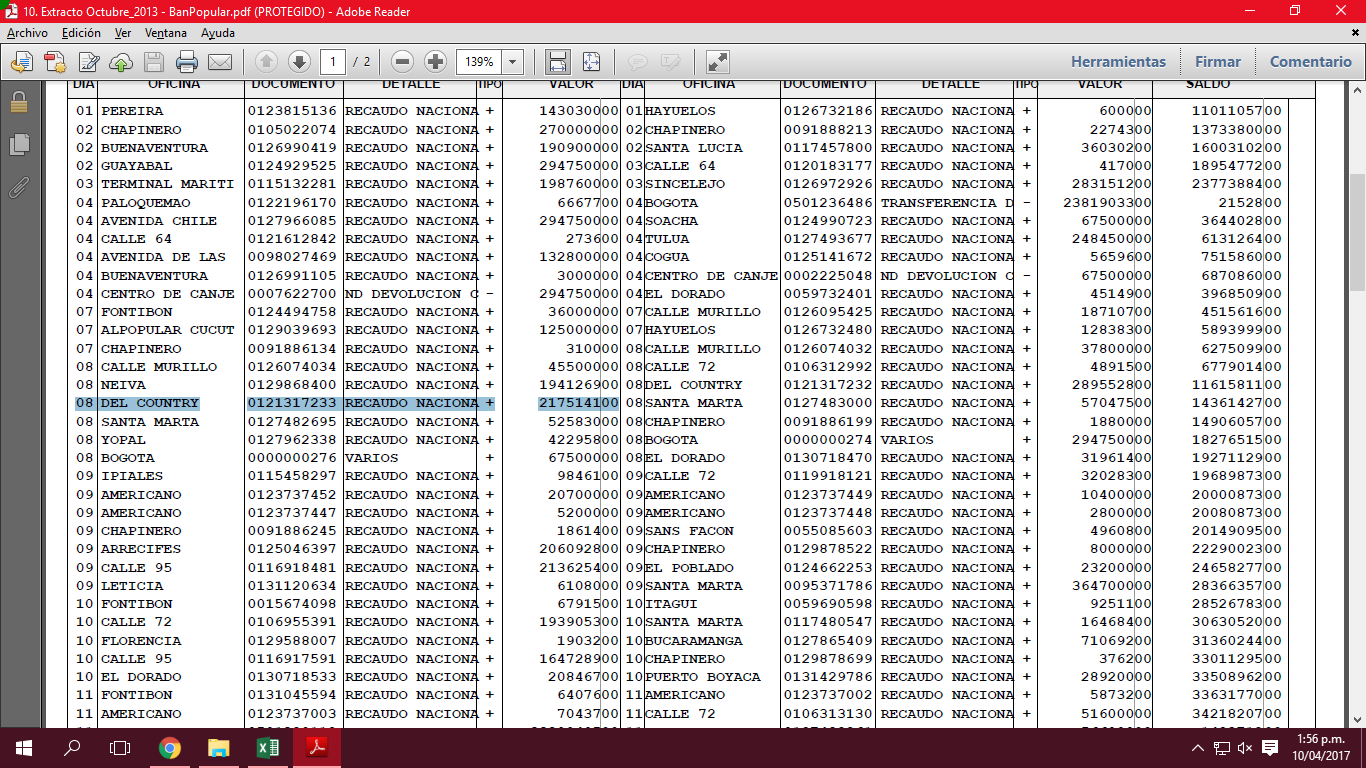 10. Extracto Octubre_2013 - BanPopular.pdf (PROTEGIDO) - Adobe Reader
Archivo Edición Ver Ventana Ayuda
1 / 2 139% Herramientas Firmar Comentario
DIA OFICINA DOCUMENTO DETALLE TIPO VALOR DIA OFICINA DOCUMENTO DETALLE TIPO VALOR SALDO
01 PEREIRA 0123815136 RECAUDO NACIONA + 143030000 01 HAYUELOS 0126732186 RECAUDO NACIONA + 600000 1101105700
02 CHAPINERO 0105022074 RECAUDO NACIONA + 270000000 02 CHAPINERO 0091888213 RECAUDO NACIONA + 2274300 1373380000
02 BUENAVENTURA 0126990419 RECAUDO NACIONA + 190900000 02 SANTA LUCIA 0117457800 RECAUDO NACIONA + 36030200 1600310200
02 GUAYABAL 0124929525 RECAUDO NACIONA + 294750000 03 CALLE 64 0120183177 RECAUDO NACIONA + 417000 1895477200
03 TERMINAL MARITI 0115132281 RECAUDO NACIONA + 198760000 03 SINCELEJO 0126972926 RECAUDO NACIONA + 283151200 2377388400
04 PALOQUEMAO 0122196170 RECAUDO NACIONA + 6667700 04 BOGOTA 0501236486 TRANSFERENCIA D - 2381903300 2152800
04 AVENIDA CHILE 0127966085 RECAUDO NACIONA + 294750000 04 SOACHA 0124990723 RECAUDO NACIONA + 67500000 364402800
04 CALLE 64 0121612842 RECAUDO NACIONA + 273600 04 TULUA 0127493677 RECAUDO NACIONA + 248450000 613126400
04 AVENIDA DE LAS 0098027469 RECAUDO NACIONA + 132800000 04 COGUA 0125141672 RECAUDO NACIONA + 5659600 751586000
04 BUENAVENTURA 0126991105 RECAUDO NACIONA + 3000000 04 CENTRO DE CANJE 0002225048 ND DEVOLUCION C - 67500000 687086000
04 CENTRO DE CANJE 0007622700 ND DEVOLUCION C - 294750000 04 EL DORADO 0059732401 RECAUDO NACIONA + 4514900 396850900
07 FONTIBON 0124494758 RECAUDO NACIONA + 36000000 07 CALLE MURILLO 0126095425 RECAUDO NACIONA + 18710700 451561600
07 ALPOPULAR CUCUT 0129039693 RECAUDO NACIONA + 125000000 07 HAYUELOS 0126732480 RECAUDO NACIONA + 12838300 589399900
07 CHAPINERO 0091886134 RECAUDO NACIONA + 310000 08 CALLE MURILLO 0126074032 RECAUDO NACIONA + 37800000 627509900
08 CALLE MURILLO 0126074034 RECAUDO NACIONA + 45500000 08 CALLE 72 0106312992 RECAUDO NACIONA + 4891500 677901400
08 NEIVA 0129868400 RECAUDO NACIONA + 194126900 08 DEL COUNTRY 0121317232 RECAUDO NACIONA + 289552800 1161581100
08 DEL COUNTRY 0121317233 RECAUDO NACIONA + 217514100 08 SANTA MARTA 0127483000 RECAUDO NACIONA + 57047500 1436142700
08 SANTA MARTA 0127482695 RECAUDO NACIONA + 52583000 08 CHAPINERO 0091886199 RECAUDO NACIONA + 1880000 1490605700
08 YOPAL 0127962338 RECAUDO NACIONA + 42295800 08 BOGOTA 0000000274 VARIOS + 294750000 1827651500
08 BOGOTA 0000000276 VARIOS + 67500000 08 EL DORADO 0130718470 RECAUDO NACIONA + 31961400 1927112900
09 IPIALES 0115458297 RECAUDO NACIONA + 9846100 09 CALLE 72 0119918121 RECAUDO NACIONA + 32028300 1968987300
09 AMERICANO 0123737452 RECAUDO NACIONA + 20700000 09 AMERICANO 0123737449 RECAUDO NACIONA + 10400000 2000087300
09 AMERICANO 0123737447 RECAUDO NACIONA + 5200000 09 AMERICANO 0123737448 RECAUDO NACIONA + 2800000 2008087300
09 CHAPINERO 0091886245 RECAUDO NACIONA + 1861400 09 SANS FACON 0055085603 RECAUDO NACIONA + 4960800 2014909500
09 ARRECIFES 0125046397 RECAUDO NACIONA + 206092800 09 CHAPINERO 0129878522 RECAUDO NACIONA + 8000000 2229002300
09 CALLE 95 0116918481 RECAUDO NACIONA + 213625400 09 EL POBLADO 0124662253 RECAUDO NACIONA + 23200000 2465827700
09 LETICIA 0131120634 RECAUDO NACIONA + 6108000 09 SANTA MARTA 0095371786 RECAUDO NACIONA + 364700000 2836635700
10 FONTIBON 0015674098 RECAUDO NACIONA + 6791500 10 ITAGUI 0059690598 RECAUDO NACIONA + 9251100 2852678300
10 CALLE 72 0106955391 RECAUDO NACIONA + 193905300 10 SANTA MARTA 0117480547 RECAUDO NACIONA + 16468400 3063052000
10 FLORENCIA 0129588007 RECAUDO NACIONA + 1903200 10 BUCARAMANGA 0127865409 RECAUDO NACIONA + 71069200 3136024400
10 CALLE 95 0116917591 RECAUDO NACIONA + 164728900 10 CHAPINERO 0129878699 RECAUDO NACIONA + 376200 3301129500
10 EL DORADO 0130718533 RECAUDO NACIONA + 20846700 10 PUERTO BOYACA 0131429786 RECAUDO NACIONA + 28920000 3350896200
11 FONTIBON 0131045594 RECAUDO NACIONA + 6407600 11 AMERICANO 0123737002 RECAUDO NACIONA + 5873200 3363177000
11 AMERICANO 0123737003 RECAUDO NACIONA + 7043700 11 CALLE 72 0106313130 RECAUDO NACIONA + 51600000 3421820700
1:56 p.m.
10/04/2017